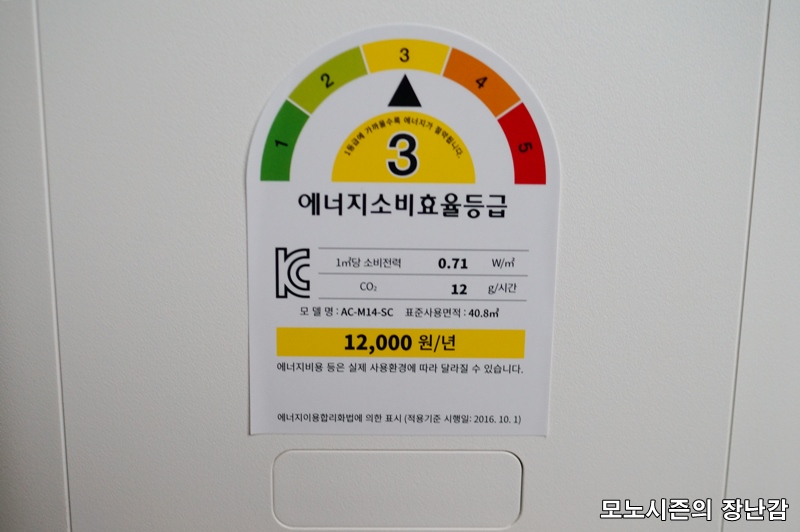 1 2 3 4 5
1등급에 가까울수록 에너지가 절약됩니다.
3
에너지소비효율등급
1㎡당 소비전력 0.71 W/㎡
CO₂ 12 g/시간
모 델 명 : AC-M14-SC 표준사용면적 : 40.8㎡
12,000 원/년
에너지비용 등은 실제 사용환경에 따라 달라질 수 있습니다.
에너지이용합리화법에 의한 표시 (적용기준 시행일: 2016. 10. 1)
모노시즌의 장난감